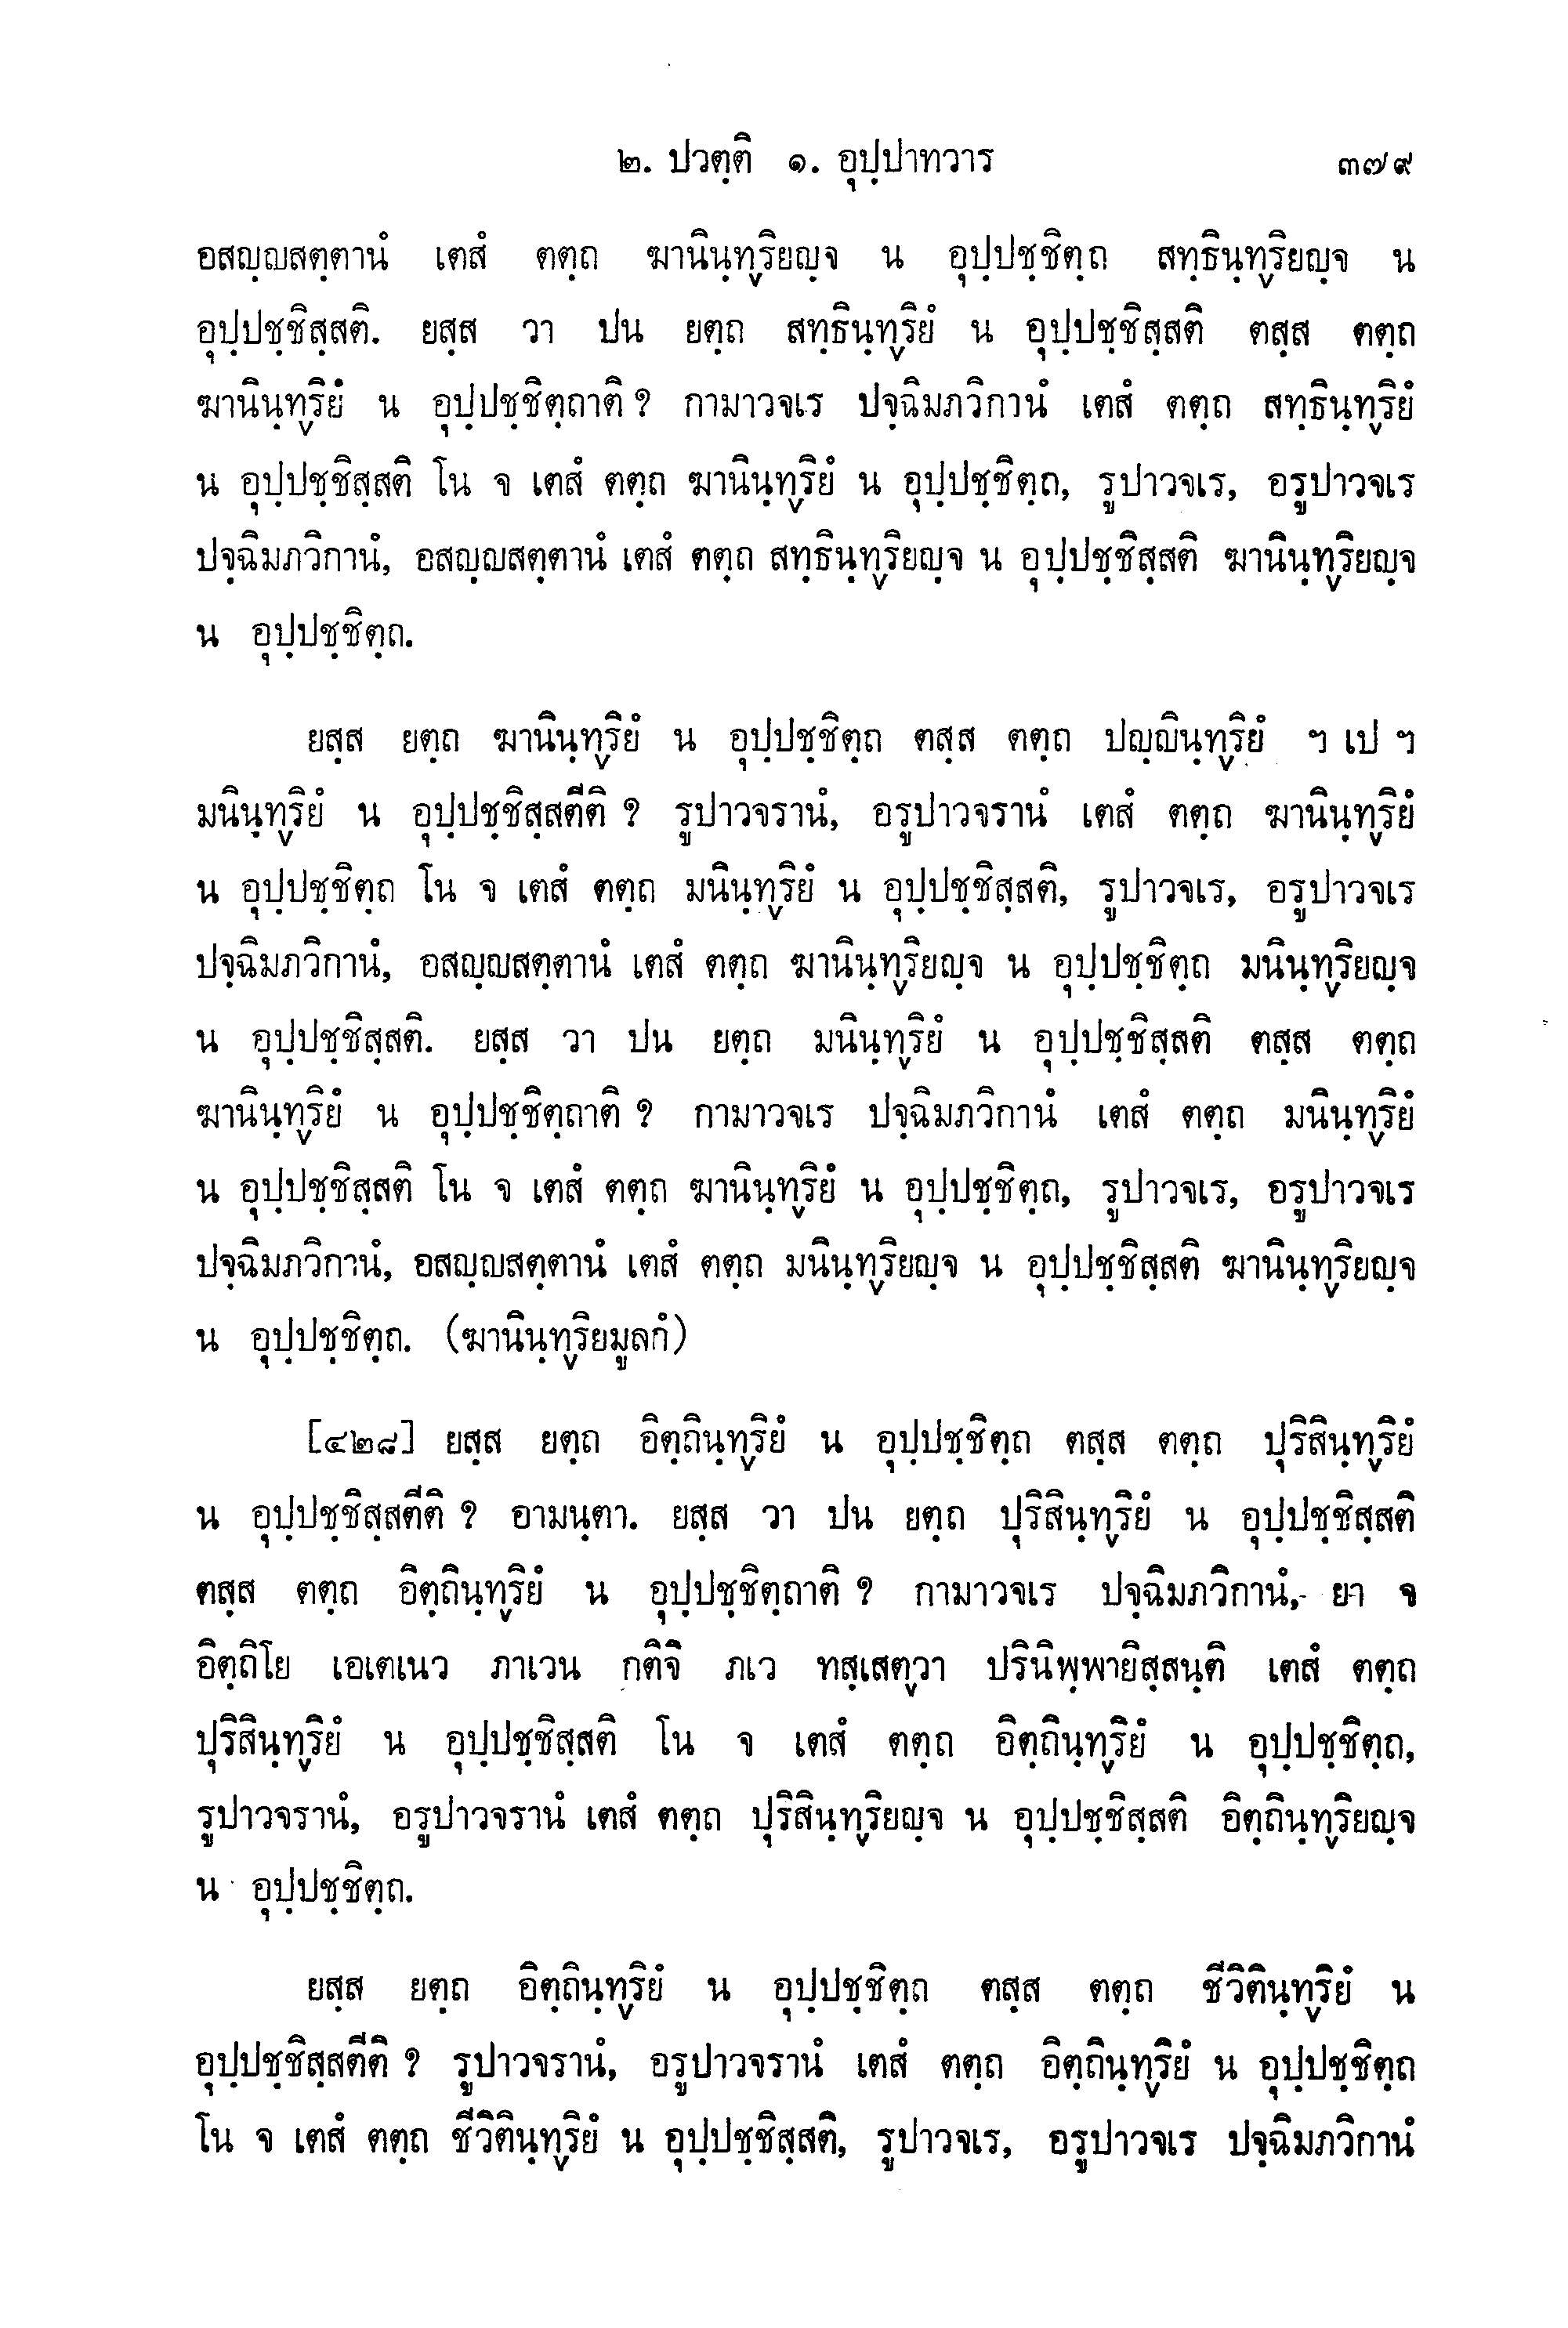 ๒. ปวตฺติ ๑. อุปฺปาทวาร ๓๗๙
อสญฺญสตฺตานํ เตสํ ตตฺถ ฆานินฺทฺริยญฺจ น อุปฺปชฺชิตฺถ สทฺธินฺทฺริยญฺจ น
อุปฺปชฺชิสฺสติ. ยสฺส วา ปน ยตฺถ สทฺธินฺทฺริยํ น อุปฺปชฺชิสฺสติ ตสฺส ตตฺถ
ฆานินฺทฺริยํ น อุปฺปชฺชิตฺถาติ ? กามาวจเร ปจฺฉิมภวิกานํ เตสํ ตตฺถ สทฺธินฺทฺริยํ
น อุปฺปชฺชิสฺสติ โน จ เตสํ ตตฺถ ฆานินฺทฺริยํ น อุปฺปชฺชิตฺถ, รูปาวจเร, อรูปาวจเร
ปจฺฉิมภวิกานํ, อสญฺญสตฺตานํ เตสํ ตตฺถ สทฺธินฺทฺริยญฺจ น อุปฺปชฺชิสฺสติ ฆานินฺทฺริยญฺจ
น อุปฺปชฺชิตฺถ.
ยสฺส ยตฺถ ฆานินฺทฺริยํ น อุปฺปชฺชิตฺถ ตสฺส ตตฺถ ปญฺญินฺทฺริยํ ฯ เป ฯ
มนินฺทฺริยํ น อุปฺปชฺชิสฺสตีติ ? รูปาวจรานํ, อรูปาวจรานํ เตสํ ตตฺถ ฆานินฺทฺริยํ
น อุปฺปชฺชิตฺถ โน จ เตสํ ตตฺถ มนินฺทฺริยํ น อุปฺปชฺชิสฺสติ, รูปาวจเร, อรูปาวจเร
ปจฺฉิมภวิกานํ, อสญฺญสตฺตานํ เตสํ ตตฺถ ฆานินฺทฺริยญฺจ น อุปฺปชฺชิตฺถ มนินฺทฺริยญฺจ
น อุปฺปชฺชิสฺสติ. ยสฺส วา ปน ยตฺถ มนินฺทฺริยํ น อุปฺปชฺชิสฺสติ ตสฺส ตตฺถ
ฆานินฺทฺริยํ น อุปฺปชฺชิตฺถาติ ? กามาวจเร ปจฺฉิมภวิกานํ เตสํ ตตฺถ มนินฺทฺริยํ
น อุปฺปชฺชิสฺสติ โน จ เตสํ ตตฺถ ฆานินฺทฺริยํ น อุปฺปชฺชิตฺถ, รูปาวจเร, อรูปาวจเร
ปจฺฉิมภวิกานํ, อสญฺญสตฺตานํ เตสํ ตตฺถ มนินฺทฺริยญฺจ น อุปฺปชฺชิสฺสติ ฆานินฺทฺริยญฺจ
น อุปฺปชฺชิตฺถ. (ฆานินฺทฺริยมูลกํ)
[๔๒๘] ยสฺส ยตฺถ อิตฺถินฺทฺริยํ น อุปฺปชฺชิตฺถ ตสฺส ตตฺถ ปุริสินฺทฺริยํ
น อุปฺปชฺชิสฺสตีติ ? อามนฺตา. ยสฺส วา ปน ยตฺถ ปุริสินฺทฺริยํ น อุปฺปชฺชิสฺสติ
ตสฺส ตตฺถ อิตฺถินฺทฺริยํ น อุปฺปชฺชิตฺถาติ ? กามาวจเร ปจฺฉิมภวิกานํ, ยา จ
อิตฺถิโย เอเตเนว ภาเวน กติจิ ภเว ทสฺเสตฺวา ปรินิพฺพายิสฺสนฺติ เตสํ ตตฺถ
ปุริสินฺทฺริยํ น อุปฺปชฺชิสฺสติ โน จ เตสํ ตตฺถ อิตฺถินฺทฺริยํ น อุปฺปชฺชิตฺถ,
รูปาวจรานํ, อรูปาวจรานํ เตสํ ตตฺถ ปุริสินฺทฺริยญฺจ น อุปฺปชฺชิสฺสติ อิตฺถินฺทฺริยญฺจ
น อุปฺปชฺชิตฺถ.
ยสฺส ยตฺถ อิตฺถินฺทฺริยํ น อุปฺปชฺชิตฺถ ตสฺส ตตฺถ ชีวิตินฺทฺริยํ น
อุปฺปชฺชิสฺสตีติ ? รูปาวจรานํ, อรูปาวจรานํ เตสํ ตตฺถ อิตฺถินฺทฺริยํ น อุปฺปชฺชิตฺถ
โน จ เตสํ ตตฺถ ชีวิตินฺทฺริยํ น อุปฺปชฺชิสฺสติ, รูปาวจเร, อรูปาวจเร ปจฺฉิมภวิกานํ